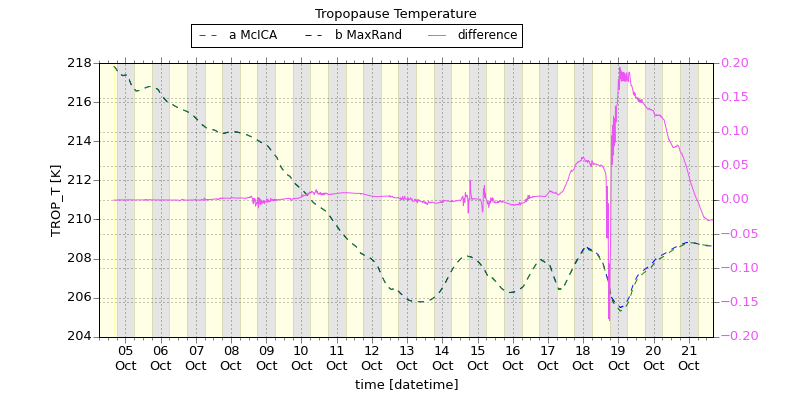 Tropopause Temperature
a McICA b MaxRand difference
218
216
214
212
210
208
206
204
TROP_T [K]
0.20
0.15
0.10
0.05
0.00
−0.05
−0.10
−0.15
−0.20
05 06 07 08 09 10 11 12 13 14 15 16 17 18 19 20 21
Oct Oct Oct Oct Oct Oct Oct Oct Oct Oct Oct Oct Oct Oct Oct Oct Oct
time [datetime]